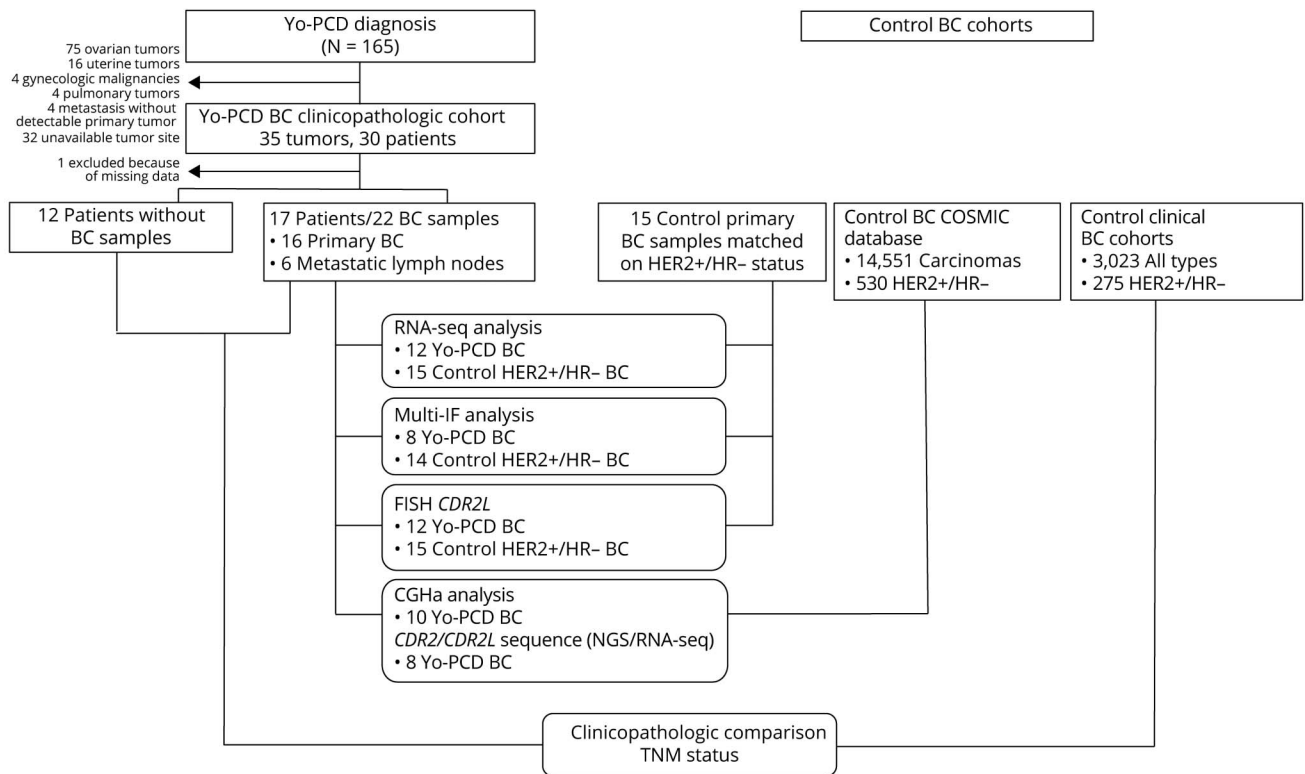 Yo-PCD diagnosis
(N = 165)
Control BC cohorts
75 ovarian tumors
16 uterine tumors
4 gynecologic malignancies
4 pulmonary tumors
4 metastasis without
detectable primary tumor
32 unavailable tumor site
Yo-PCD BC clinicopathologic cohort
35 tumors, 30 patients
1 excluded because
of missing data
12 Patients without
BC samples
17 Patients/22 BC samples
• 16 Primary BC
• 6 Metastatic lymph nodes
15 Control primary
BC samples matched
on HER2+/HR− status
Control BC COSMIC
database
• 14,551 Carcinomas
• 530 HER2+/HR−
Control clinical
BC cohorts
• 3,023 All types
• 275 HER2+/HR−
RNA-seq analysis
• 12 Yo-PCD BC
• 15 Control HER2+/HR− BC
Multi-IF analysis
• 8 Yo-PCD BC
• 14 Control HER2+/HR− BC
FISH CDR2L
• 12 Yo-PCD BC
• 15 Control HER2+/HR− BC
CGHa analysis
• 10 Yo-PCD BC
CDR2/CDR2L sequence (NGS/RNA-seq)
• 8 Yo-PCD BC
Clinicopathologic comparison
TNM status